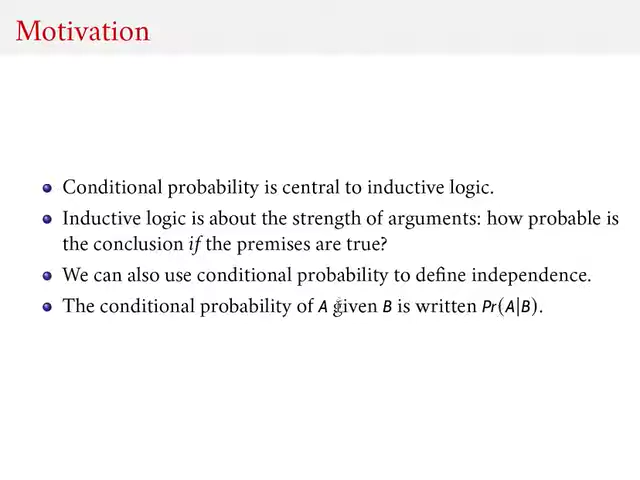 Motivation
Conditional probability is central to inductive logic.
Inductive logic is about the strength of arguments: how probable is
the conclusion if the premises are true?
We can also use conditional probability to define independence.
The conditional probability of A given B is written Pr(A|B).